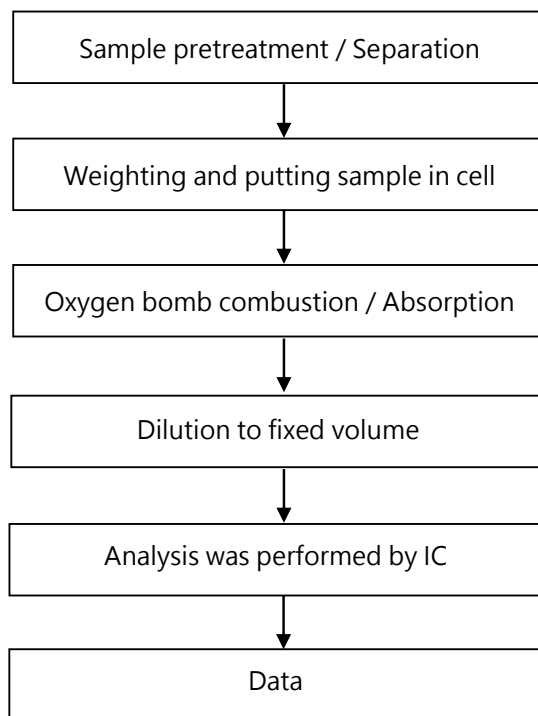 Sample pretreatment / Separation
Weighting and putting sample in cell
Oxygen bomb combustion / Absorption
Dilution to fixed volume
Analysis was performed by IC
Data